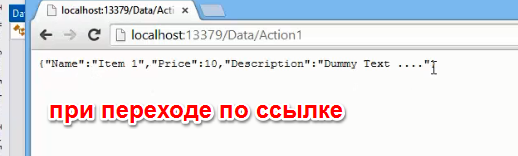 Da
localhost:13379/Data/Acti
localhost:13379/Data/Action1
{"Name":"Item 1","Price":10,"Description":"Dummy Text ...."
при переходе по ссылке